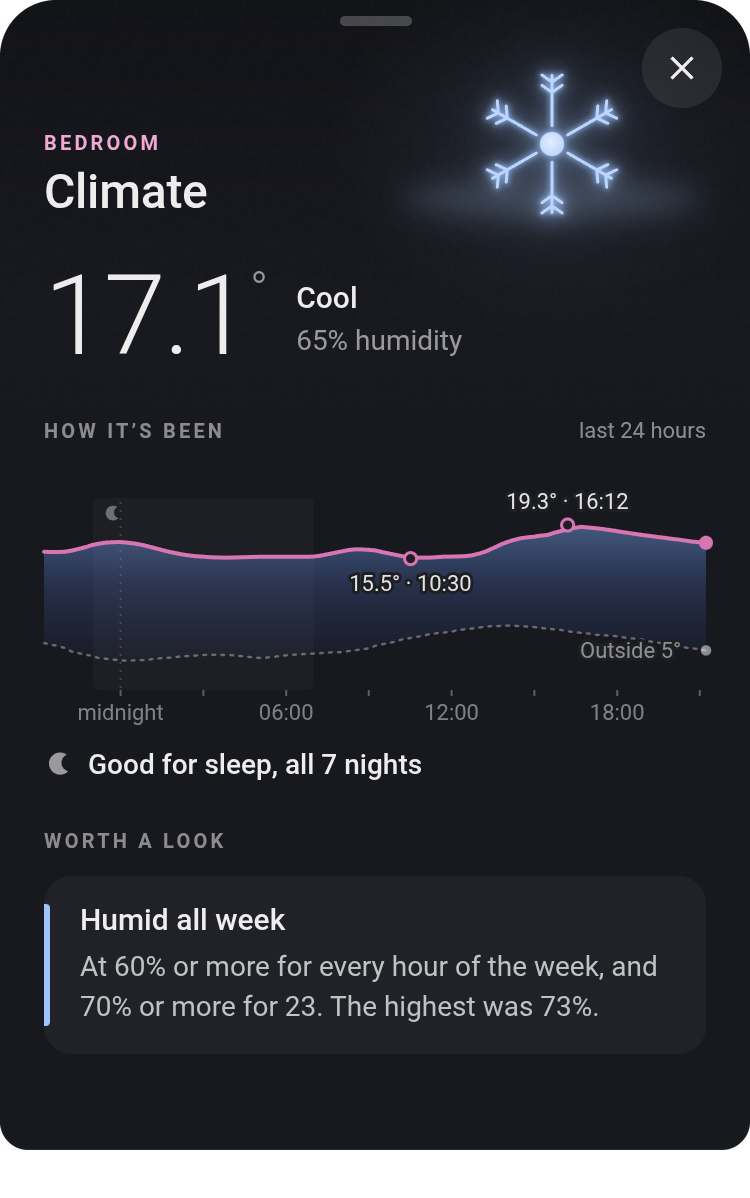 BEDROOM
Climate
17.1°
Cool
65% humidity
HOW IT’S BEEN
last 24 hours
19.3° · 16:12
15.5° · 10:30
Outside 5°
midnight 06:00 12:00 18:00
Good for sleep, all 7 nights
WORTH A LOOK
Humid all week
At 60% or more for every hour of the week, and
70% or more for 23. The highest was 73%.